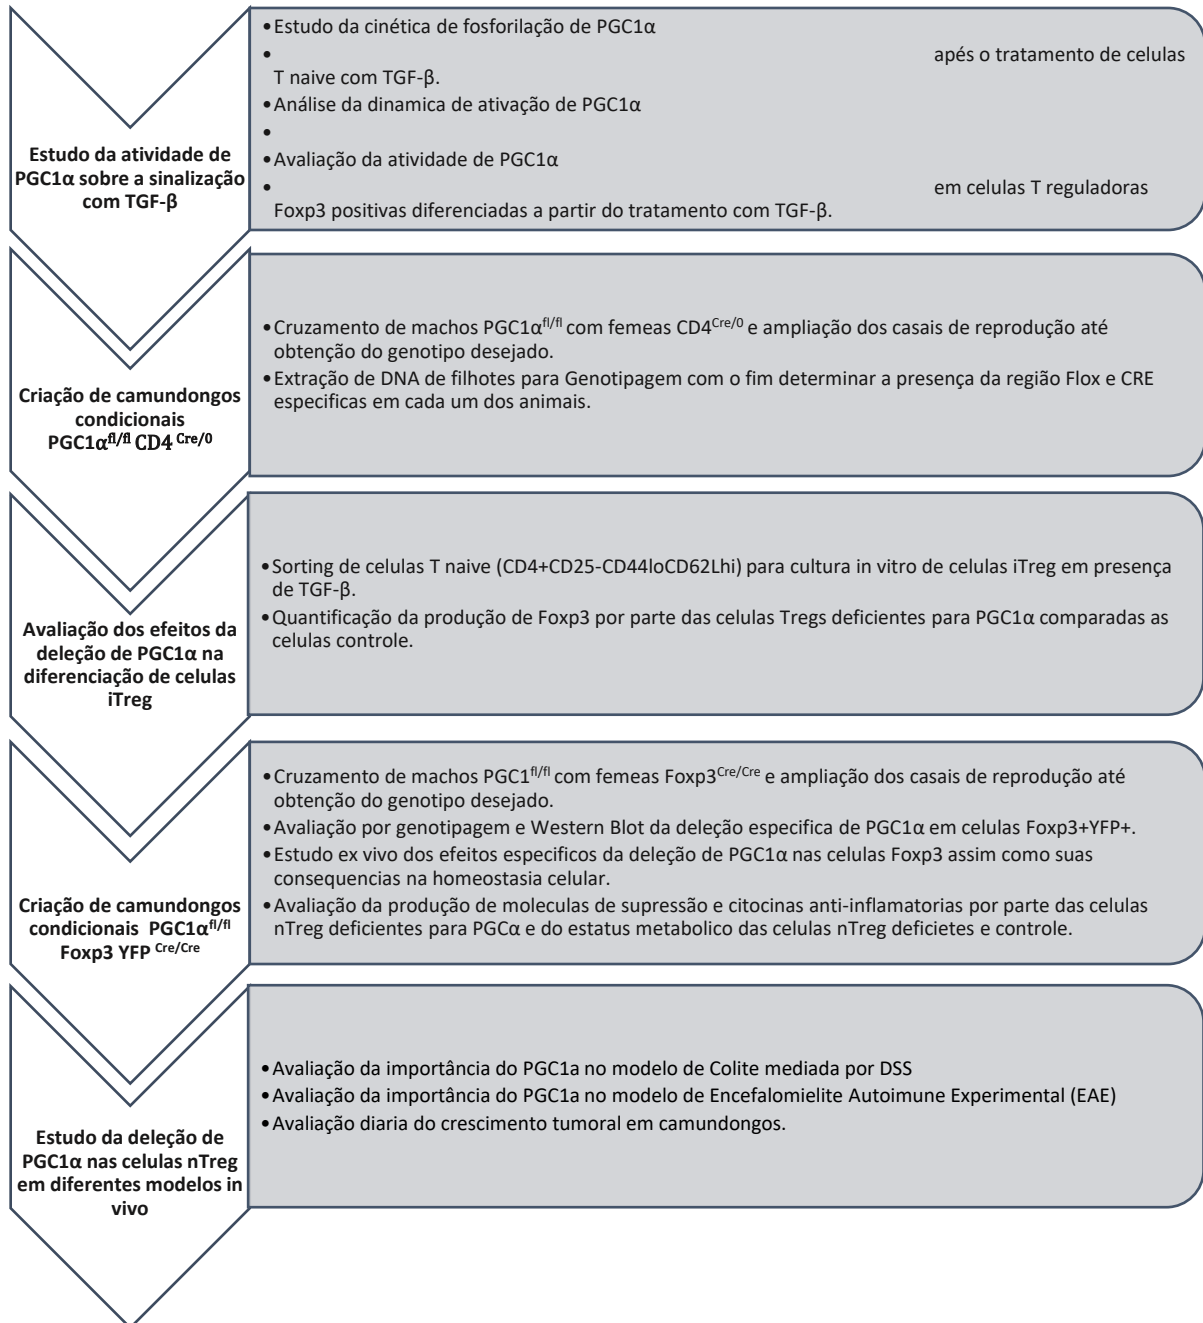 •Estudo da cinética de fosforilação de PGC1α
• após o tratamento de celulas
T naive com TGF-β.
•Análise da dinamica de ativação de PGC1α
•
•Avaliação da atividade de PGC1α
• em celulas T reguladoras
Foxp3 positivas diferenciadas a partir do tratamento com TGF-β.
Estudo da atividade de
PGC1α sobre a sinalização
com TGF-β
•Cruzamento de machos PGC1α^fl/fl com femeas CD4^Cre/0 e ampliação dos casais de reprodução até
obtenção do genotipo desejado.
•Extração de DNA de filhotes para Genotipagem com o fim determinar a presença da região Flox e CRE
especificas em cada um dos animais.
Criação de camundongos
condicionais
PGC1α^fl/fl CD4 ^Cre/0
•Sorting de celulas T naive (CD4+CD25-CD44loCD62Lhi) para cultura in vitro de celulas iTreg em presença
de TGF-β.
•Quantificação da produção de Foxp3 por parte das celulas Tregs deficientes para PGC1α comparadas as
celulas controle.
Avaliação dos efeitos da
deleção de PGC1α na
diferenciação de celulas
iTreg
•Cruzamento de machos PGC1^fl/fl com femeas Foxp3^Cre/Cre e ampliação dos casais de reprodução até
obtenção do genotipo desejado.
•Avaliação por genotipagem e Western Blot da deleção especifica de PGC1α em celulas Foxp3+YFP+.
•Estudo ex vivo dos efeitos especificos da deleção de PGC1α nas celulas Foxp3 assim como suas
consequencias na homeostasia celular.
•Avaliação da produção de moleculas de supressão e citocinas anti-inflamatorias por parte das celulas
nTreg deficientes para PGCα e do estatus metabolico das celulas nTreg deficietes e controle.
Criação de camundongos
condicionais PGC1α^fl/fl
Foxp3 YFP ^Cre/Cre
•Avaliação da importância do PGC1a no modelo de Colite mediada por DSS
•Avaliação da importância do PGC1a no modelo de Encefalomielite Autoimune Experimental (EAE)
•Avaliação diaria do crescimento tumoral em camundongos.
Estudo da deleção de
PGC1α nas celulas nTreg
em diferentes modelos in
vivo